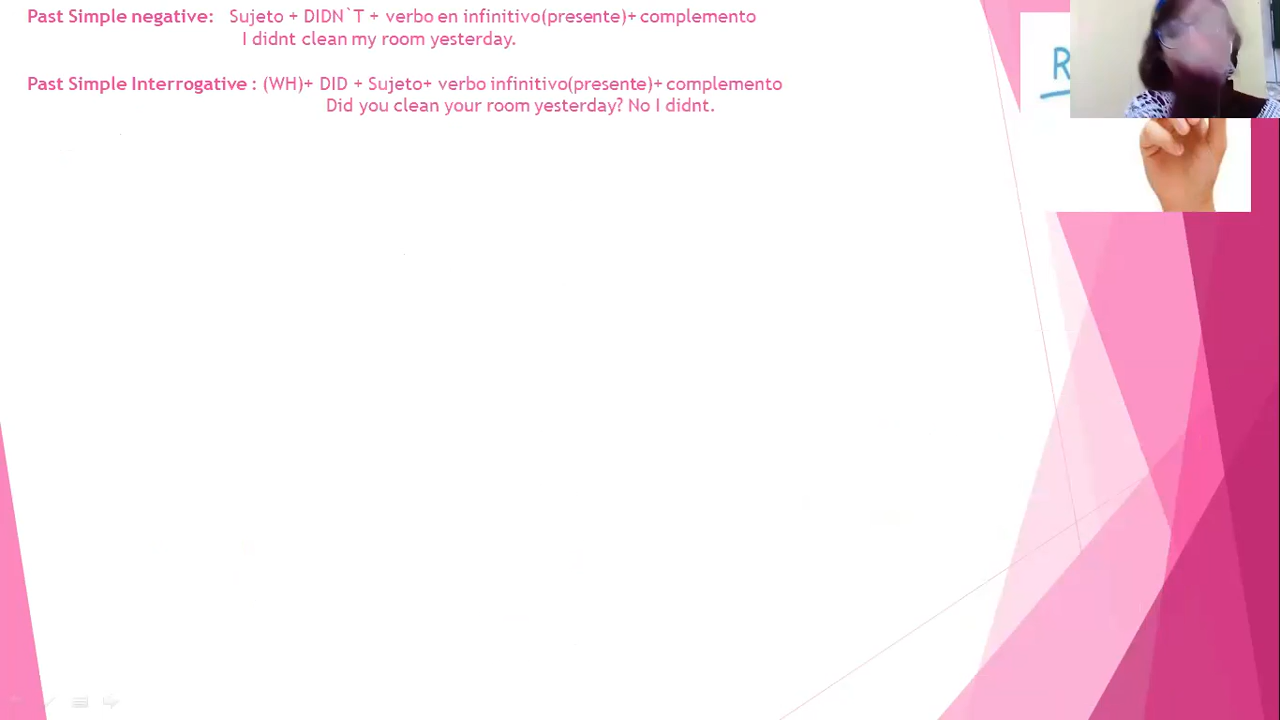 Past Simple negative: Sujeto + DIDN`T + verbo en infinitivo(presente)+ complemento
I didnt clean my room yesterday.
Past Simple Interrogative : (WH)+ DID + Sujeto+ verbo infinitivo(presente)+ complemento
Did you clean your room yesterday? No I didnt.